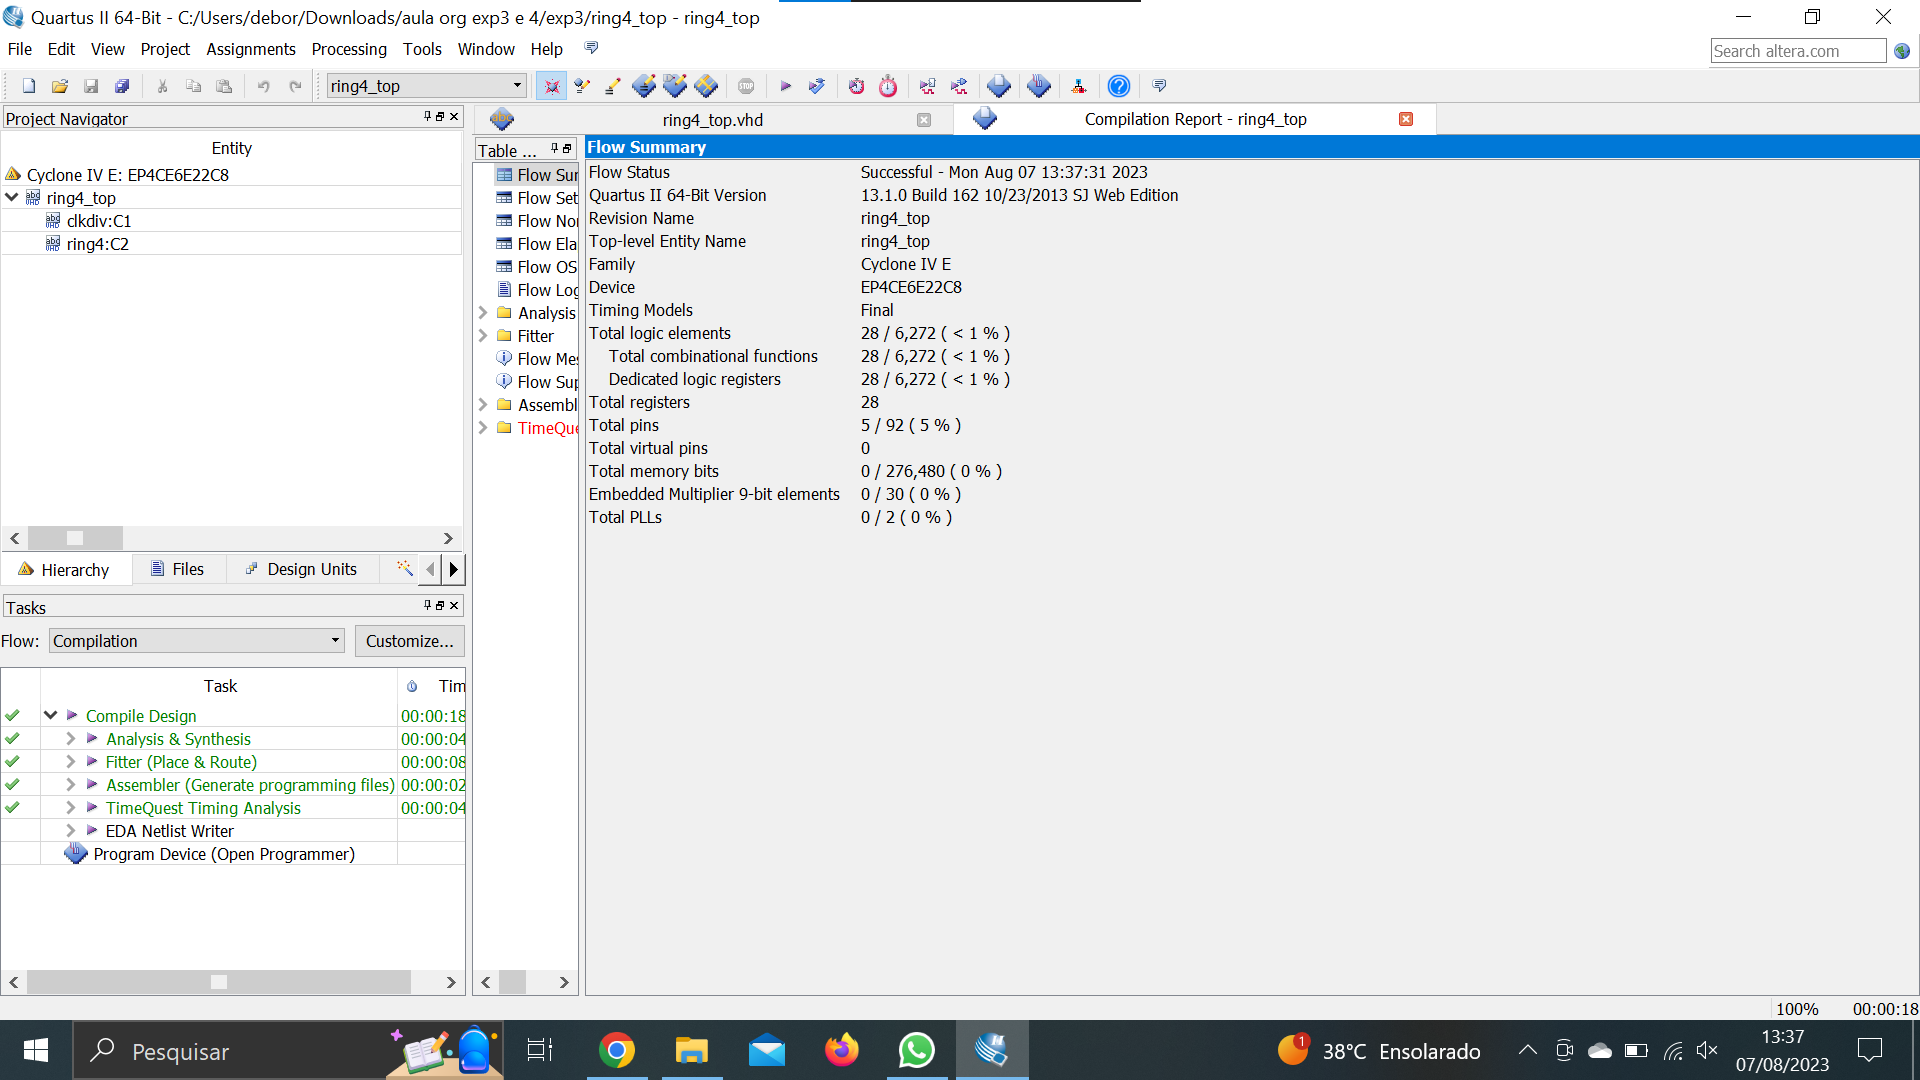 Quartus II 64-Bit - C:/Users/debor/Downloads/aula org exp3 e 4/exp3/ring4_top - ring4_top
File Edit View Project Assignments Processing Tools Window Help
Search altera.com
ring4_top
STOP
Project Navigator
Entity
Cyclone IV E: EP4CE6E22C8
ring4_top
clkdiv:C1
ring4:C2
Hierarchy Files Design Units
Tasks
Flow: Compilation Customize...
Task Tim
Compile Design 00:00:18
Analysis & Synthesis 00:00:04
Fitter (Place & Route) 00:00:08
Assembler (Generate programming files) 00:00:02
TimeQuest Timing Analysis 00:00:04
EDA Netlist Writer
Program Device (Open Programmer)
ring4_top.vhd
Compilation Report - ring4_top
Table ...
Flow Sur
Flow Set
Flow Nor
Flow Ela
Flow OS
Flow Log
Analysis
Fitter
Flow Mes
Flow Sup
Assembl
TimeQue
Flow Summary
Flow Status Successful - Mon Aug 07 13:37:31 2023
Quartus II 64-Bit Version 13.1.0 Build 162 10/23/2013 SJ Web Edition
Revision Name ring4_top
Top-level Entity Name ring4_top
Family Cyclone IV E
Device EP4CE6E22C8
Timing Models Final
Total logic elements 28 / 6,272 ( < 1 % )
Total combinational functions 28 / 6,272 ( < 1 % )
Dedicated logic registers 28 / 6,272 ( < 1 % )
Total registers 28
Total pins 5 / 92 ( 5 % )
Total virtual pins 0
Total memory bits 0 / 276,480 ( 0 % )
Embedded Multiplier 9-bit elements 0 / 30 ( 0 % )
Total PLLs 0 / 2 ( 0 % )
100% 00:00:18
Pesquisar
1
38°C Ensolarado
13:37
07/08/2023